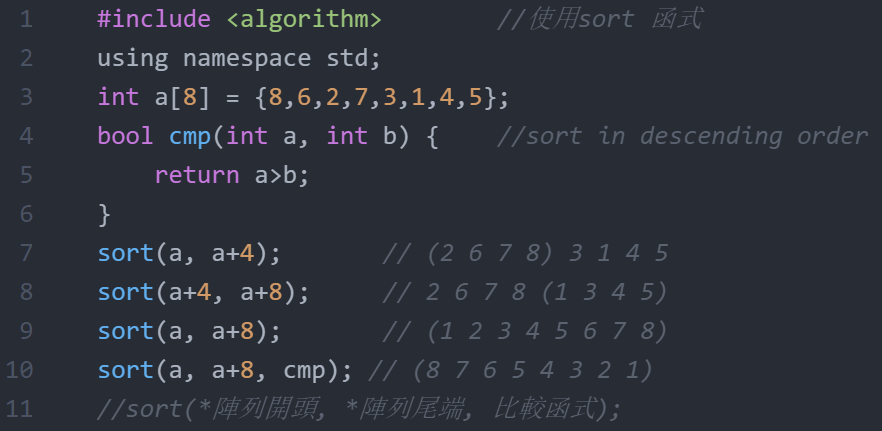 1 #include <algorithm> //使用sort 函式
2 using namespace std;
3 int a[8] = {8,6,2,7,3,1,4,5};
4 bool cmp(int a, int b) { //sort in descending order
5 return a>b;
6 }
7 sort(a, a+4); // (2 6 7 8) 3 1 4 5
8 sort(a+4, a+8); // 2 6 7 8 (1 3 4 5)
9 sort(a, a+8); // (1 2 3 4 5 6 7 8)
10 sort(a, a+8, cmp); // (8 7 6 5 4 3 2 1)
11 //sort(*陣列開頭, *陣列尾端, 比較函式);